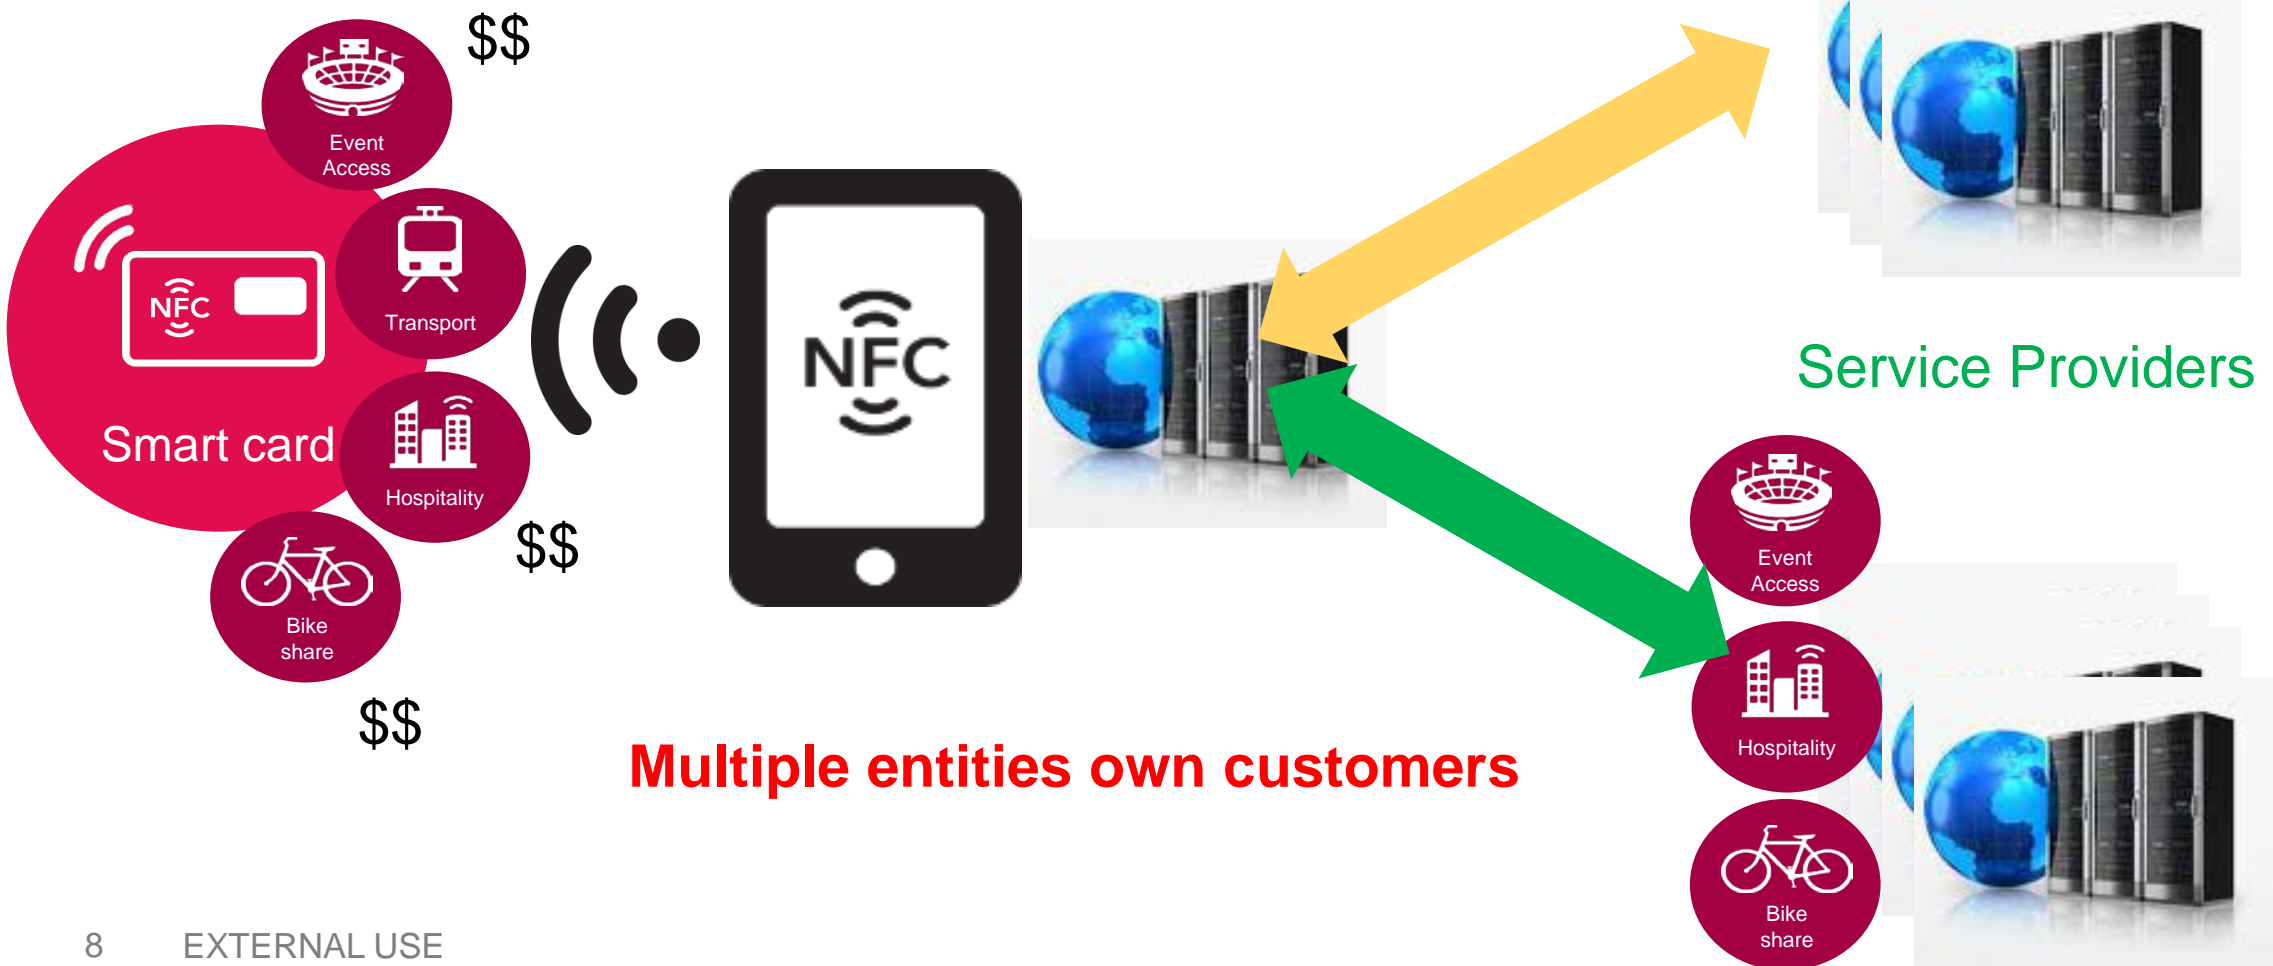 $$
Event
Access
NFC
Transport
Smart card
Hospitality
$$
Bike
share
$$
NFC
Service Providers
Event
Access
Hospitality
Bike
share
Multiple entities own customers
8 EXTERNAL USE